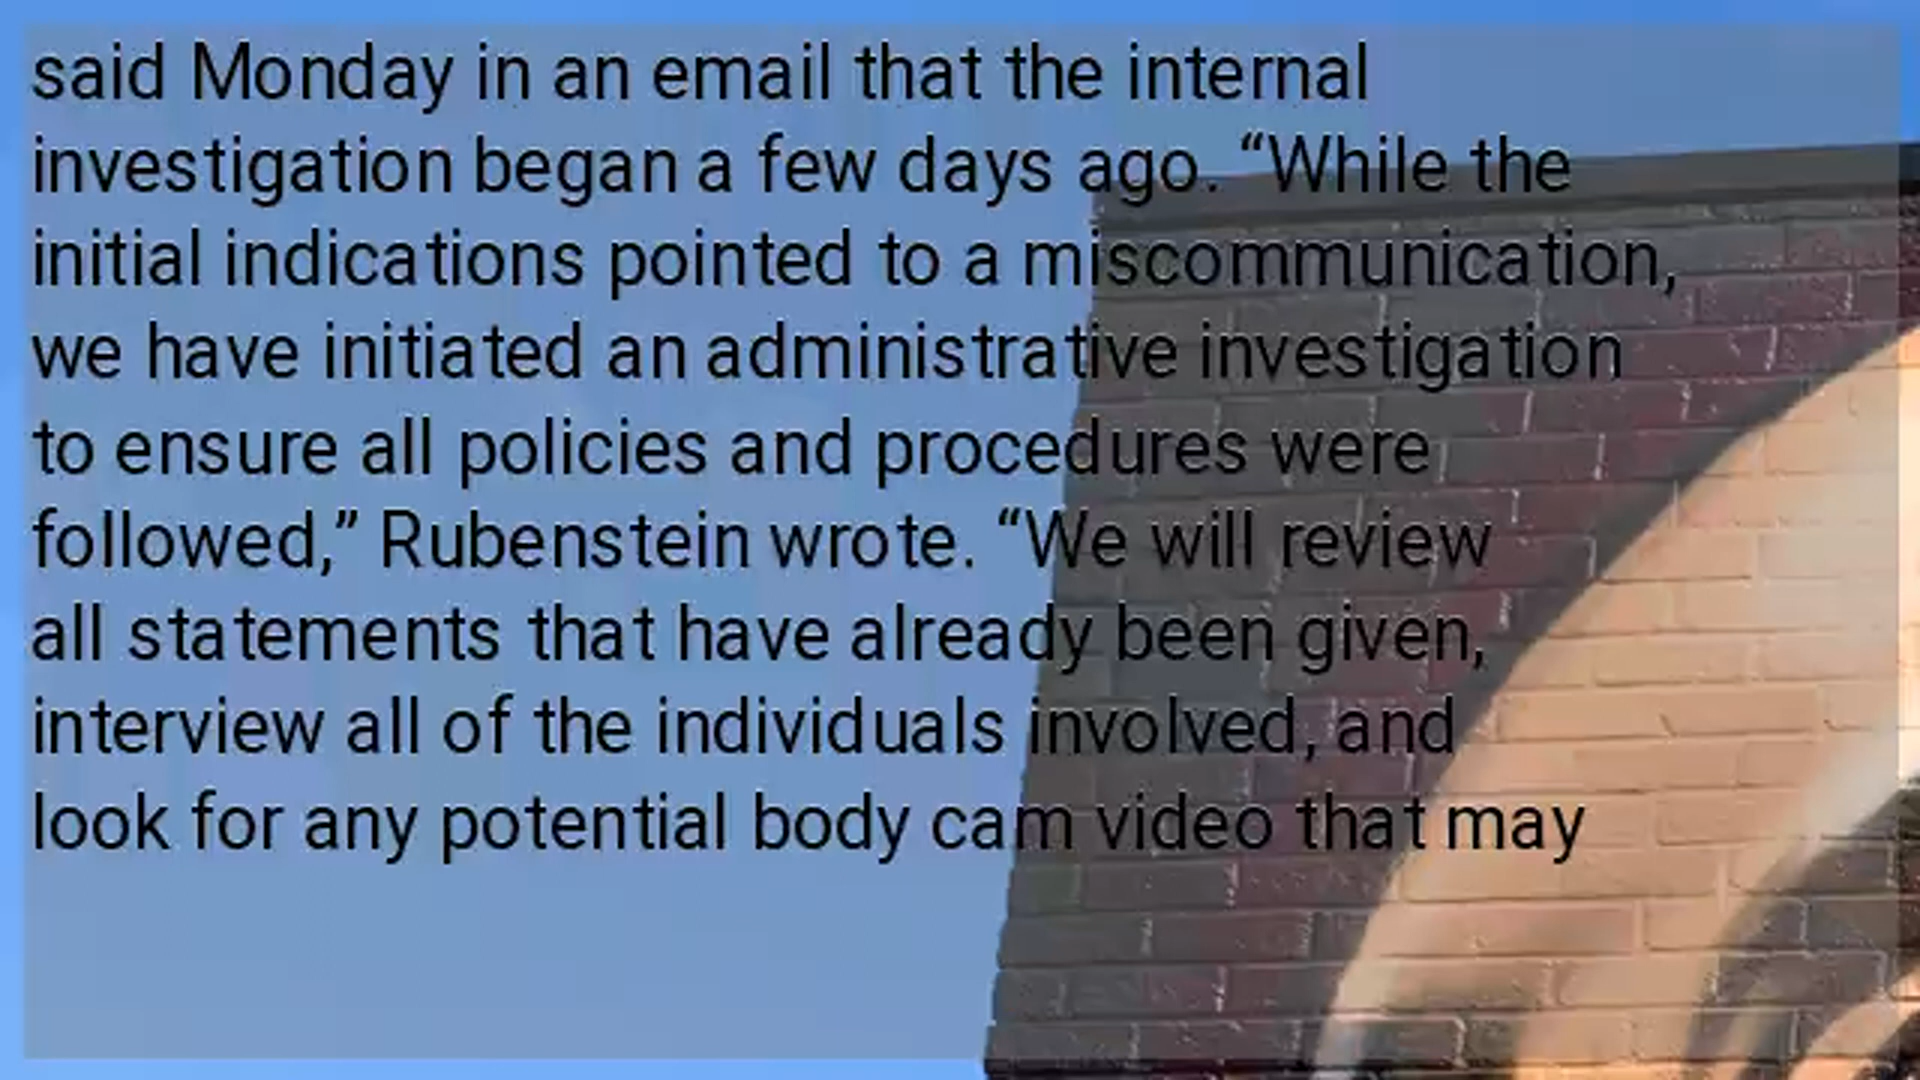 said Monday in an email that the internal
investigation began a few days ago. “While the
initial indications pointed to a miscommunication,
we have initiated an administrative investigation
to ensure all policies and procedures were
followed,” Rubenstein wrote. “We will review
all statements that have already been given,
interview all of the individuals involved, and
look for any potential body cam video that may